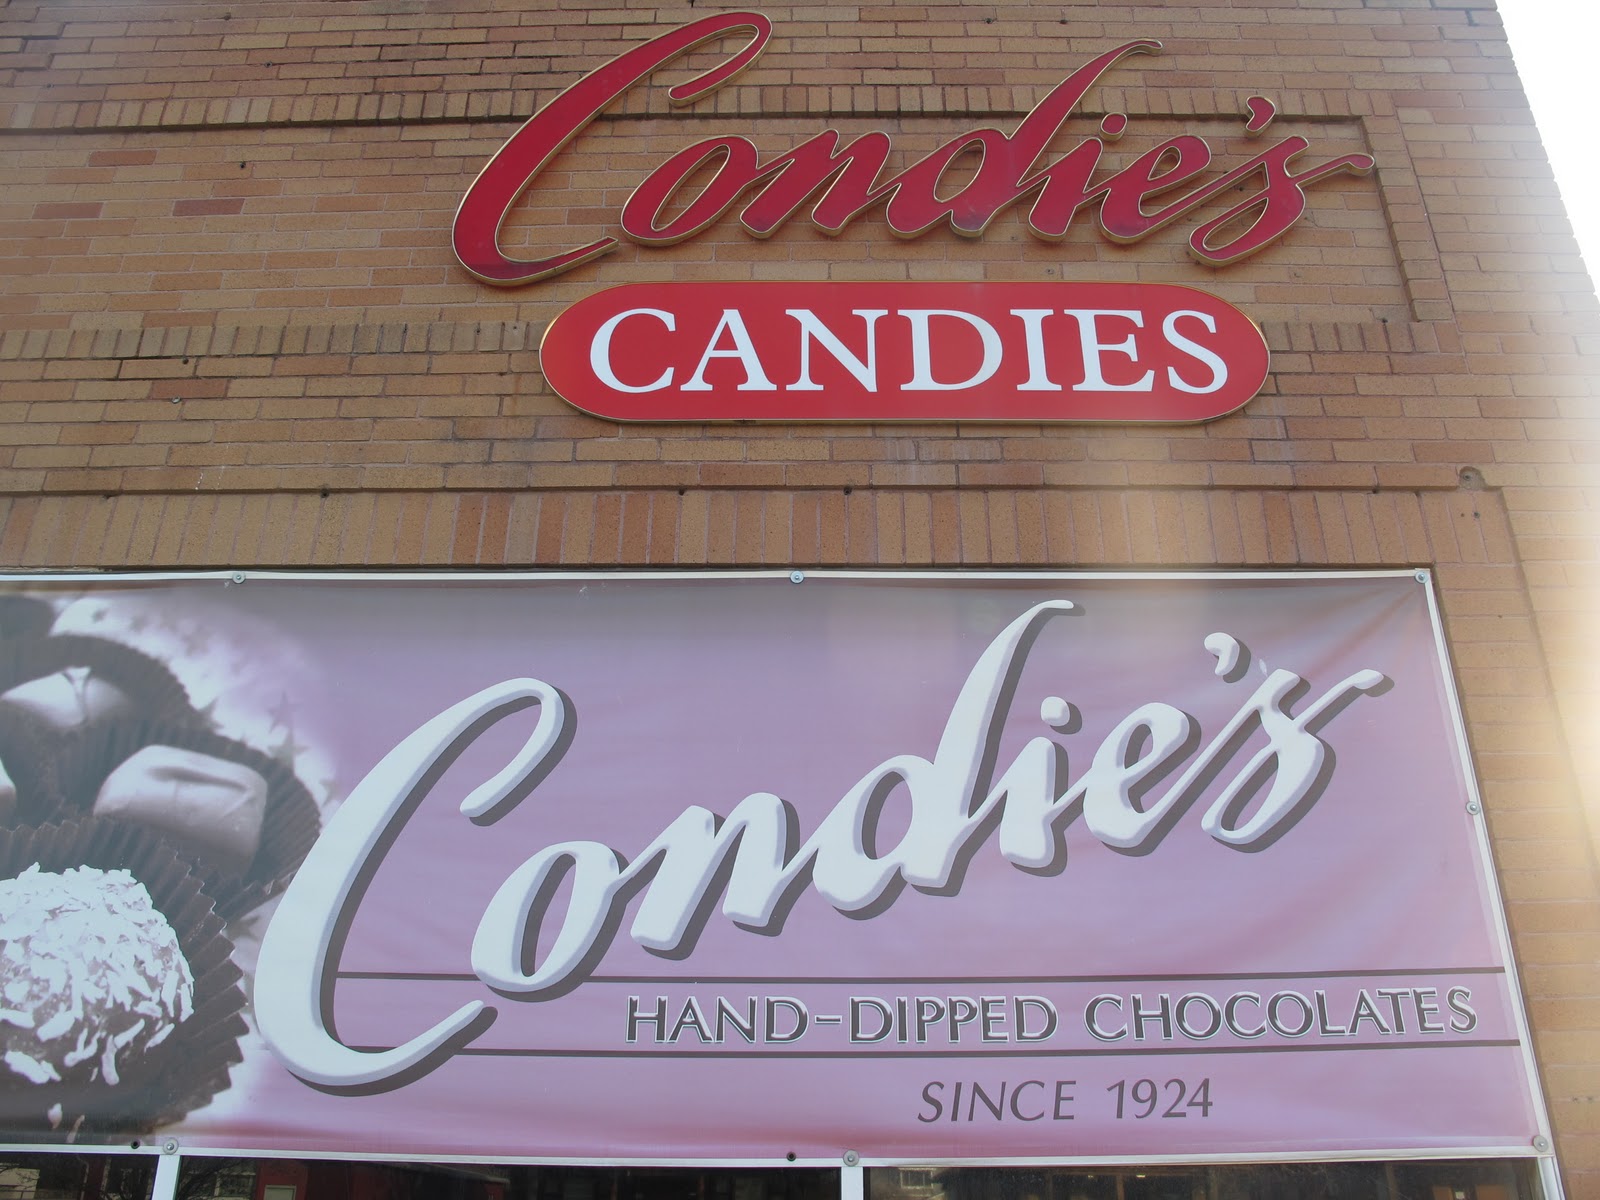 Condie's
CANDIES
Condie's
HAND-DIPPED CHOCOLATES
SINCE 1924